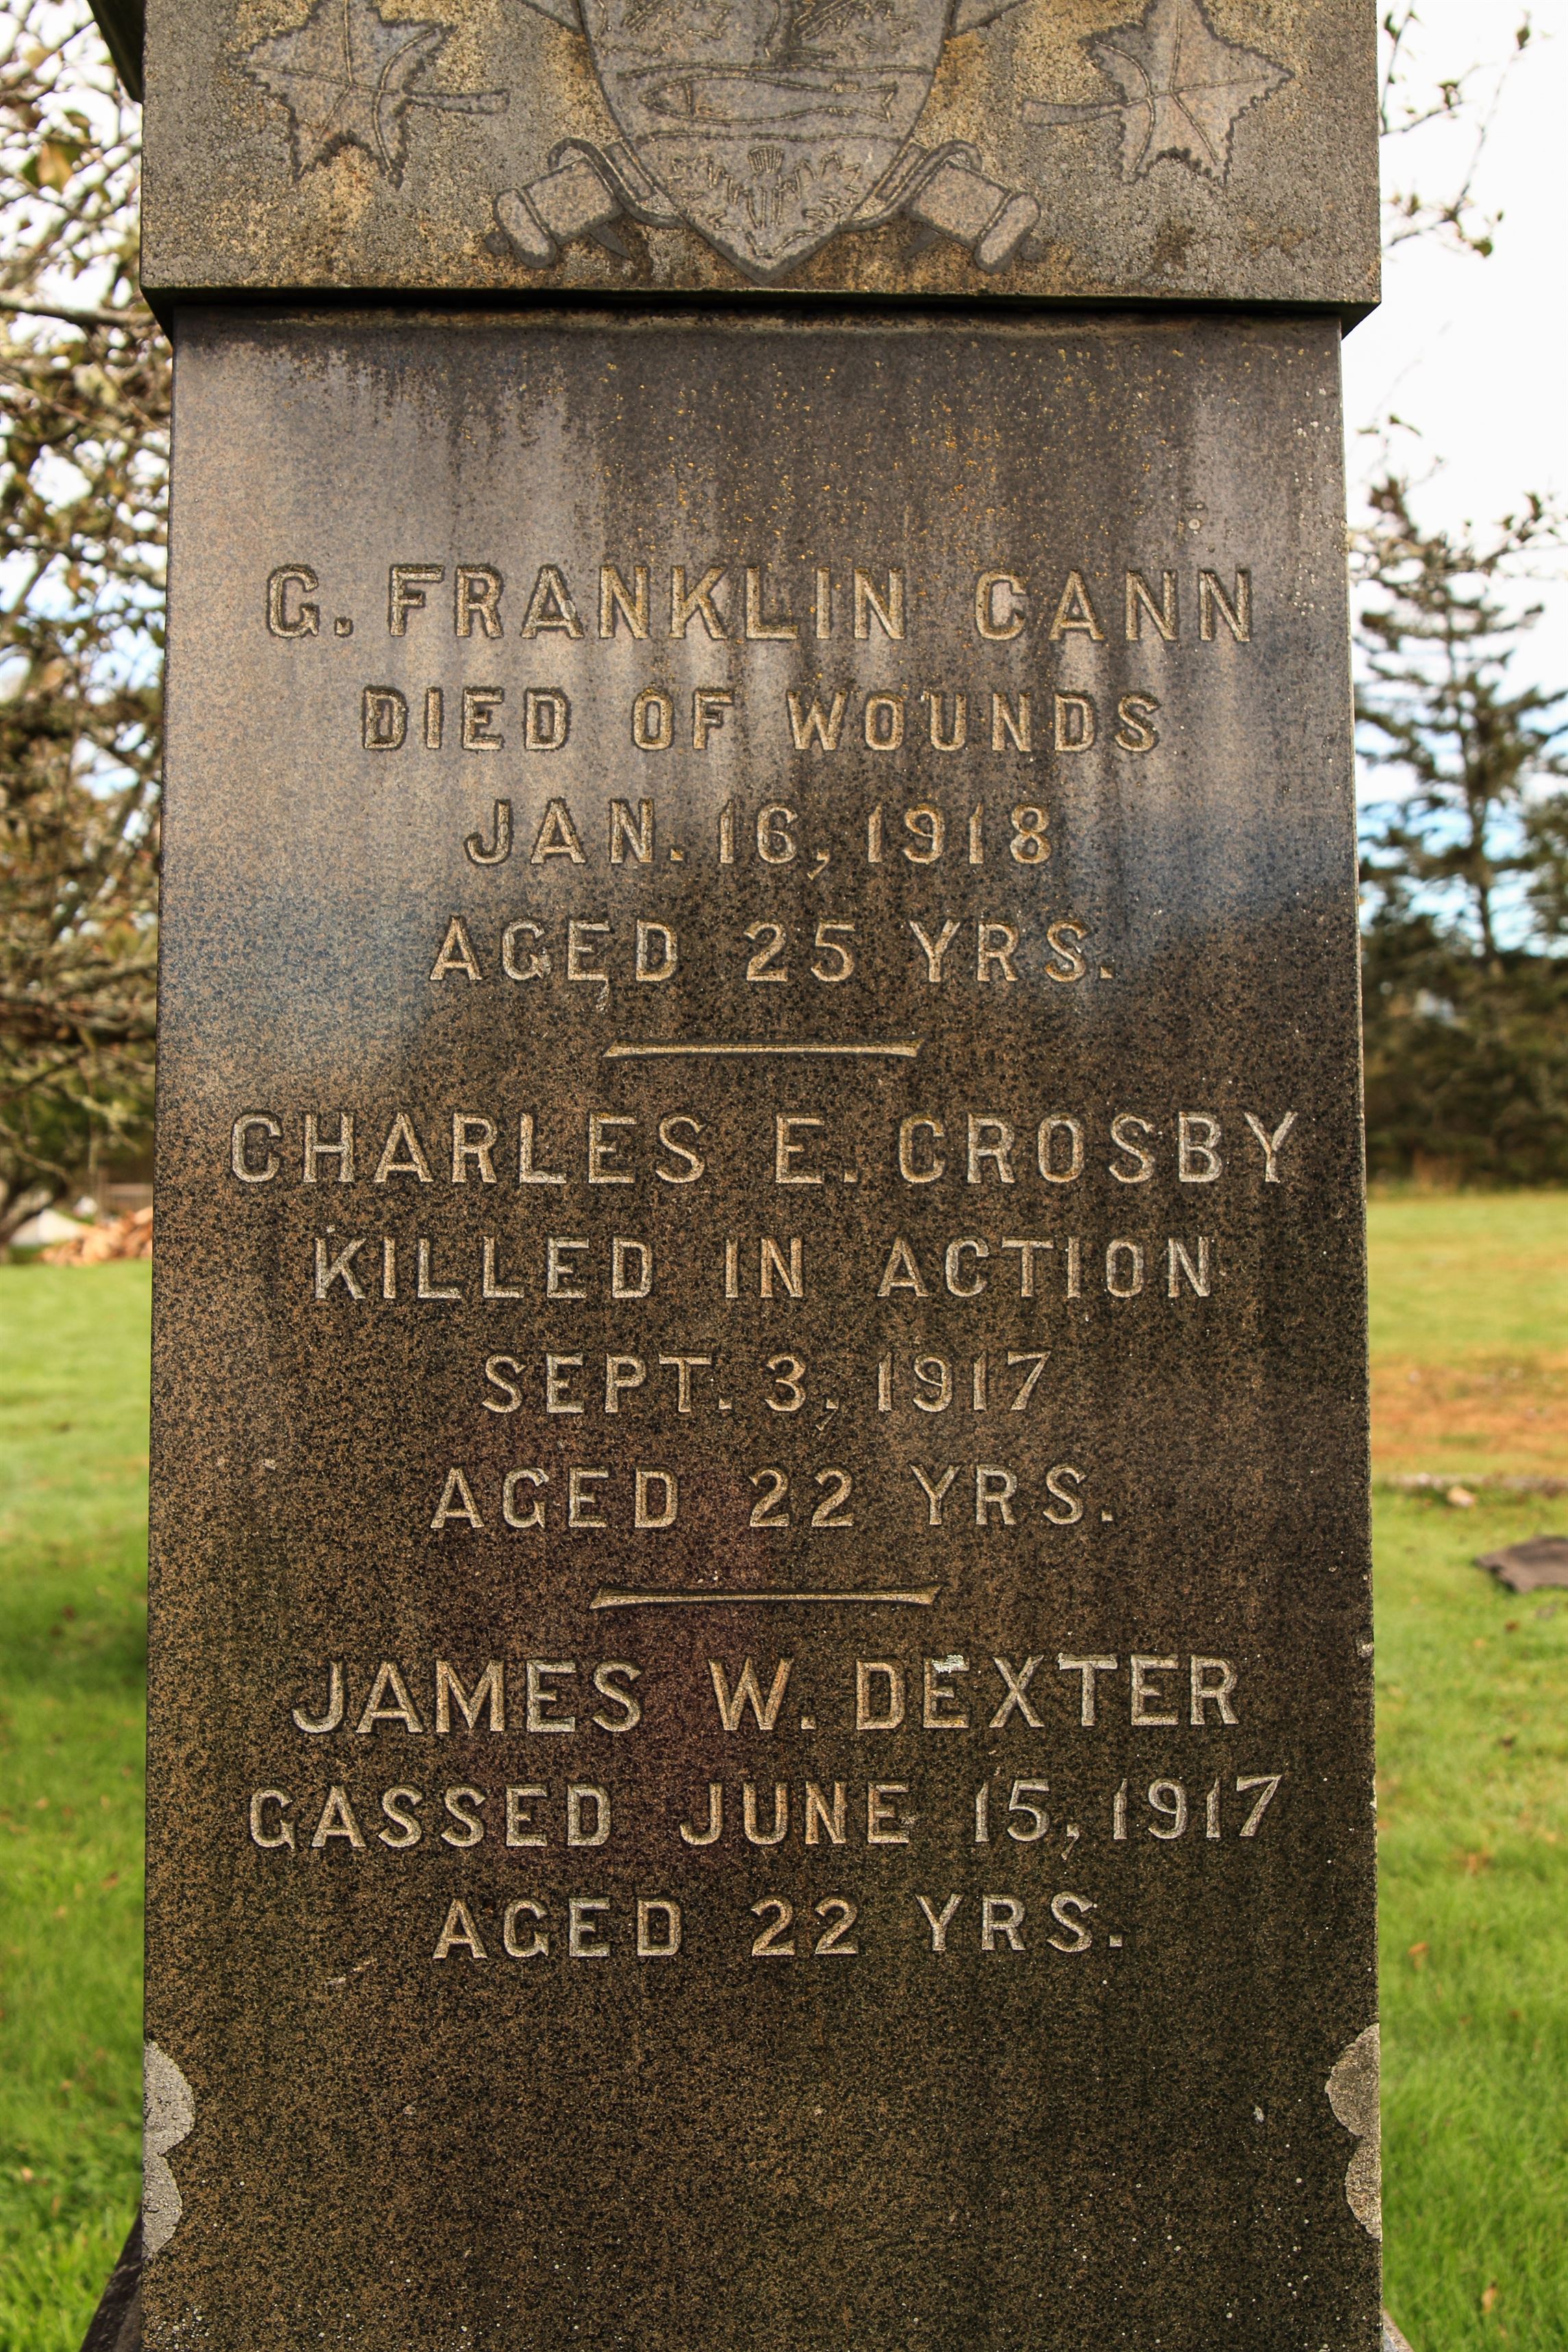 G. FRANKLIN CANN
DIED OF WOUNDS
JAN. 16, 1918
AGED 25 YRS.
CHARLES E. CROSBY
KILLED IN ACTION
SEPT. 3, 1917
AGED 22 YRS.
JAMES W. DEXTER
GASSED JUNE 15, 1917
AGED 22 YRS.